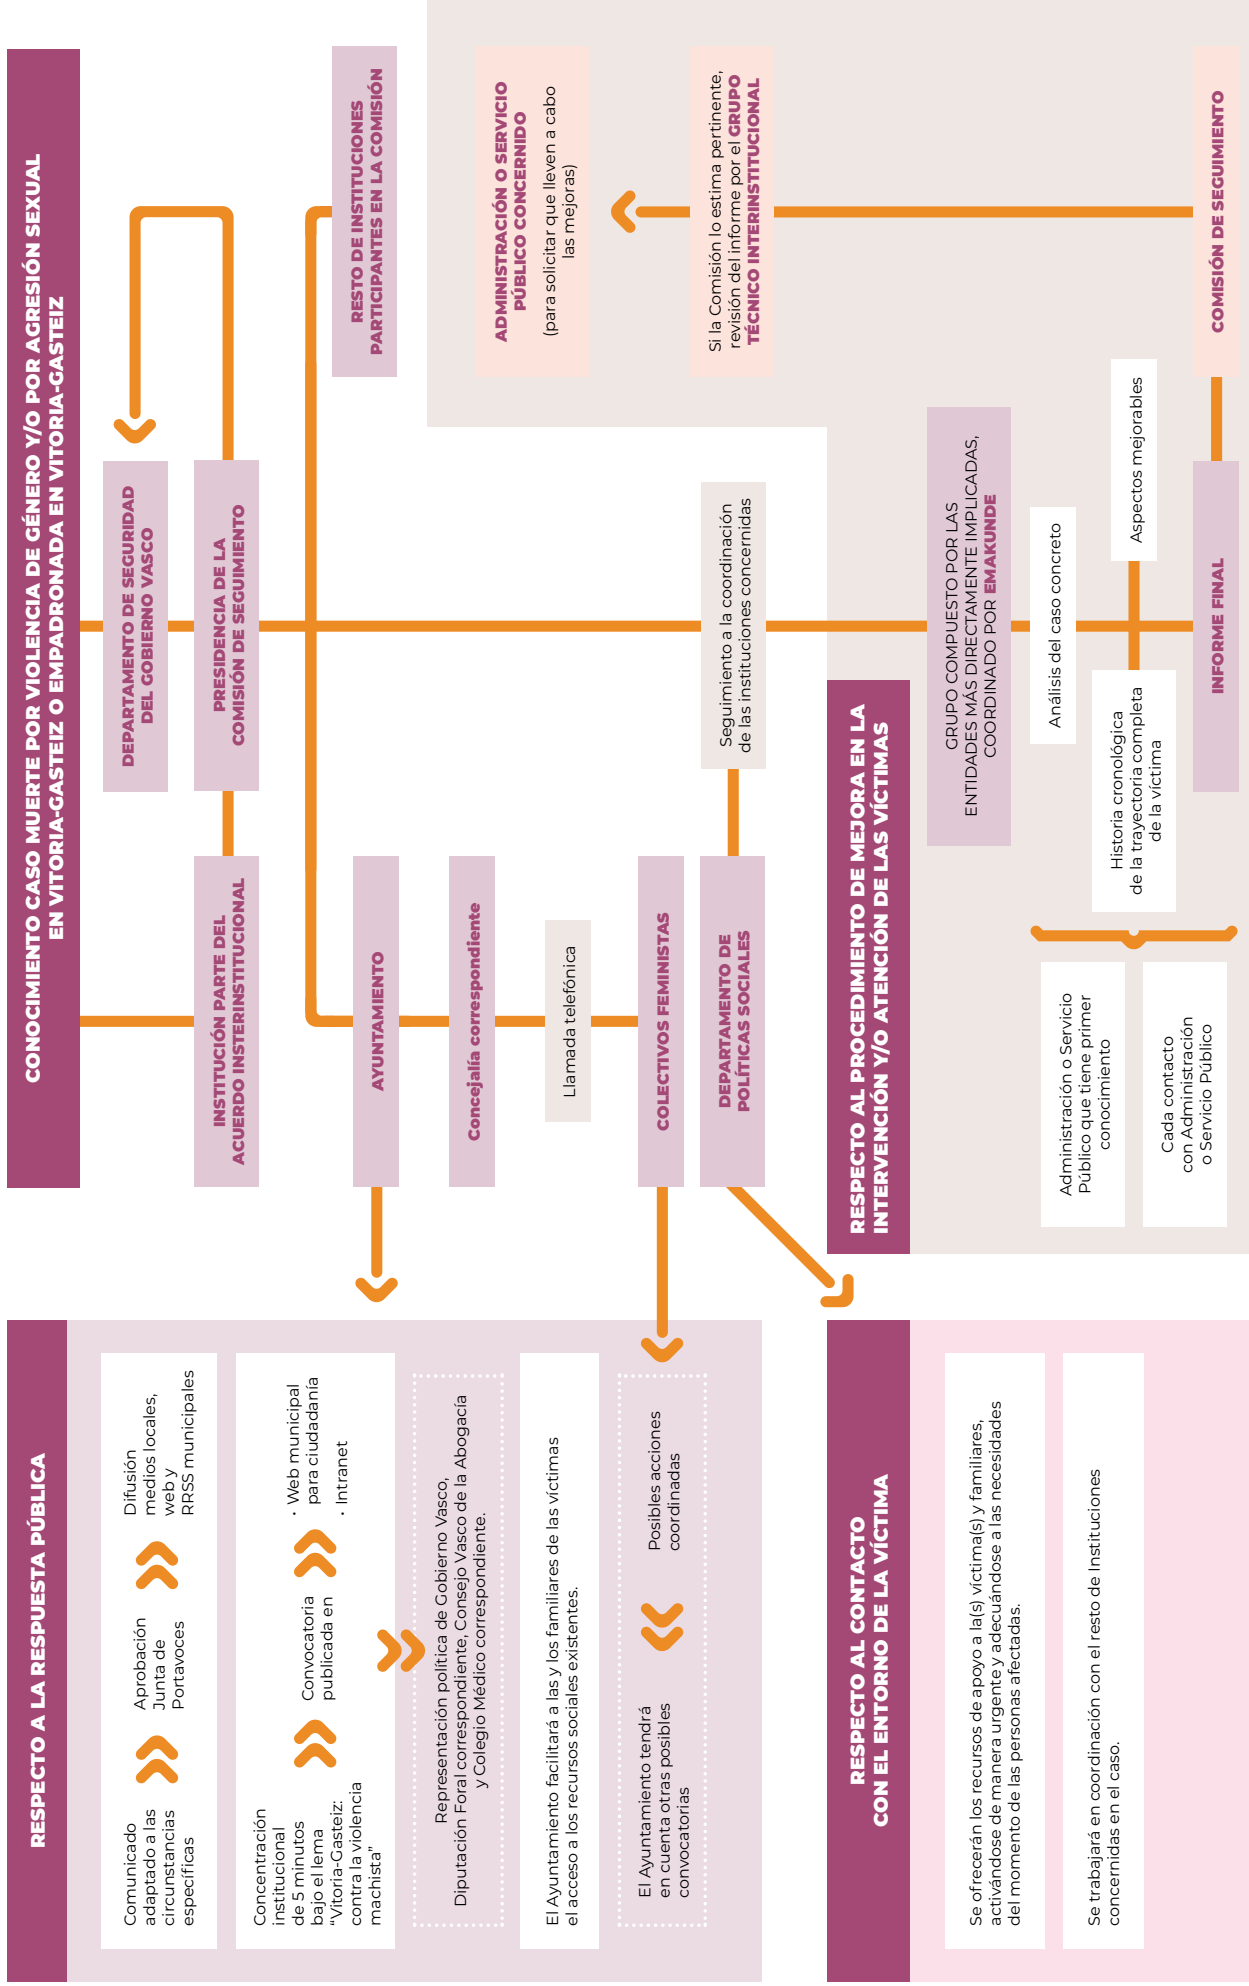 CONOCIMIENTO CASO MUERTE POR VIOLENCIA DE GÉNERO Y/O POR AGRESIÓN SEXUAL
EN VITORIA-GASTEIZ O EMPADRONADA EN VITORIA-GASTEIZ
DEPARTAMENTO DE SEGURIDAD
DEL GOBIERNO VASCO
INSTITUCIÓN PARTE DEL
ACUERDO INSTERINSTITUCIONAL
PRESIDENCIA DE LA
COMISIÓN DE SEGUIMIENTO
AYUNTAMIENTO
RESTO DE INSTITUCIONES
PARTICIPANTES EN LA COMISIÓN
Concejalía correspondiente
Llamada telefónica
COLECTIVOS FEMINISTAS
DEPARTAMENTO DE
POLÍTICAS SOCIALES
Seguimiento a la coordinación
de las instituciones concernidas
RESPECTO A LA RESPUESTA PÚBLICA
Comunicado
adaptado a las
circunstancias
específicas
Aprobación
Junta de
Portavoces
Difusión
medios locales,
web y
RRSS municipales
Concentración
institucional
de 5 minutos
bajo el lema
“Vitoria-Gasteiz:
contra la violencia
machista”
Convocatoria
publicada en
· Web municipal
para ciudadanía
· Intranet
Representación política de Gobierno Vasco,
Diputación Foral correspondiente, Consejo Vasco de la Abogacía
y Colegio Médico correspondiente.
El Ayuntamiento facilitará a las y los familiares de las víctimas
el acceso a los recursos sociales existentes.
El Ayuntamiento tendrá
en cuenta otras posibles
convocatorias
Posibles acciones
coordinadas
RESPECTO AL CONTACTO
CON EL ENTORNO DE LA VÍCTIMA
Se ofrecerán los recursos de apoyo a la(s) víctima(s) y familiares,
activándose de manera urgente y adecuándose a las necesidades
del momento de las personas afectadas.
Se trabajará en coordinación con el resto de Instituciones
concernidas en el caso.
RESPECTO AL PROCEDIMIENTO DE MEJORA EN LA
INTERVENCIÓN Y/O ATENCIÓN DE LAS VÍCTIMAS
GRUPO COMPUESTO POR LAS
ENTIDADES MÁS DIRECTAMENTE IMPLICADAS,
COORDINADO POR EMAKUNDE
Análisis del caso concreto
Administración o Servicio
Público que tiene primer
conocimiento
Cada contacto
con Administración
o Servicio Público
Historia cronológica
de la trayectoria completa
de la víctima
Aspectos mejorables
INFORME FINAL
COMISIÓN DE SEGUIMIENTO
Si la Comisión lo estima pertinente,
revisión del informe por el GRUPO
TÉCNICO INTERINSTITUCIONAL
ADMINISTRACIÓN O SERVICIO
PÚBLICO CONCERNIDO
(para solicitar que lleven a cabo
las mejoras)